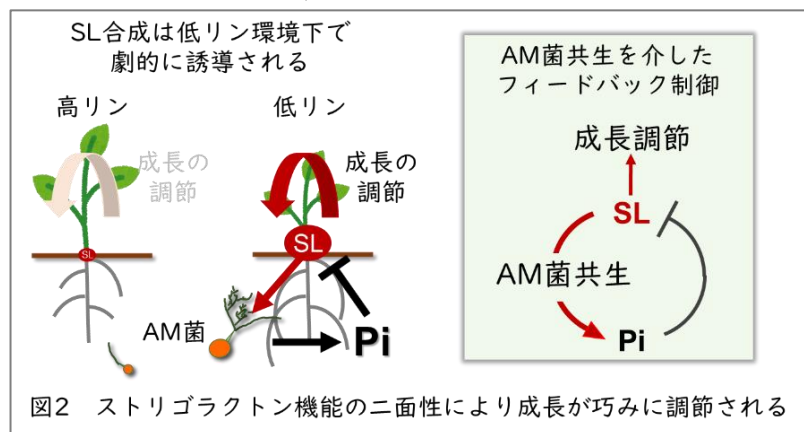 SL合成は低リン環境下で
劇的に誘導される
高リン
低リン
成長の
調節
成長の
調節
SL
SL
AM菌
Pi
AM菌共生を介した
フィードバック制御
成長調節
SL
AM菌共生
Pi
図2 ストリゴラクトン機能の二面性により成長が巧みに調節される